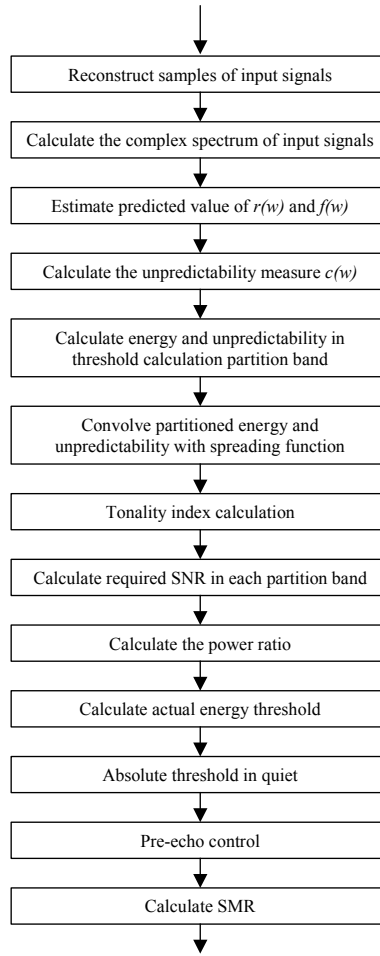 Reconstruct samples of input signals
Calculate the complex spectrum of input signals
Estimate predicted value of r(w) and f(w)
Calculate the unpredictability measure c(w)
Calculate energy and unpredictability in
threshold calculation partition band
Convolve partitioned energy and
unpredictability with spreading function
Tonality index calculation
Calculate required SNR in each partition band
Calculate the power ratio
Calculate actual energy threshold
Absolute threshold in quiet
Pre-echo control
Calculate SMR